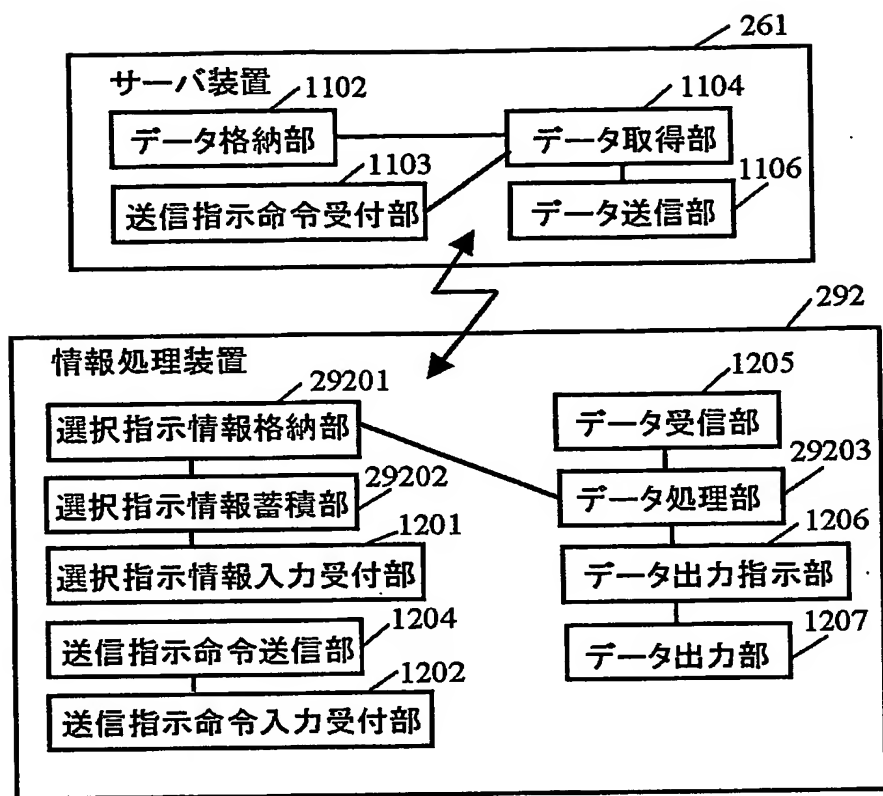 261
サーバ装置
1102
1104
データ格納部
データ取得部
1103
1106
送信指示命令受付部
データ送信部
292
情報処理装置
29201
1205
選択指示情報格納部
データ受信部
29202
29203
選択指示情報蓄積部
データ処理部
1201
1206
選択指示情報入力受付部
データ出力指示部
1204
1207
送信指示命令送信部
データ出力部
1202
送信指示命令入力受付部